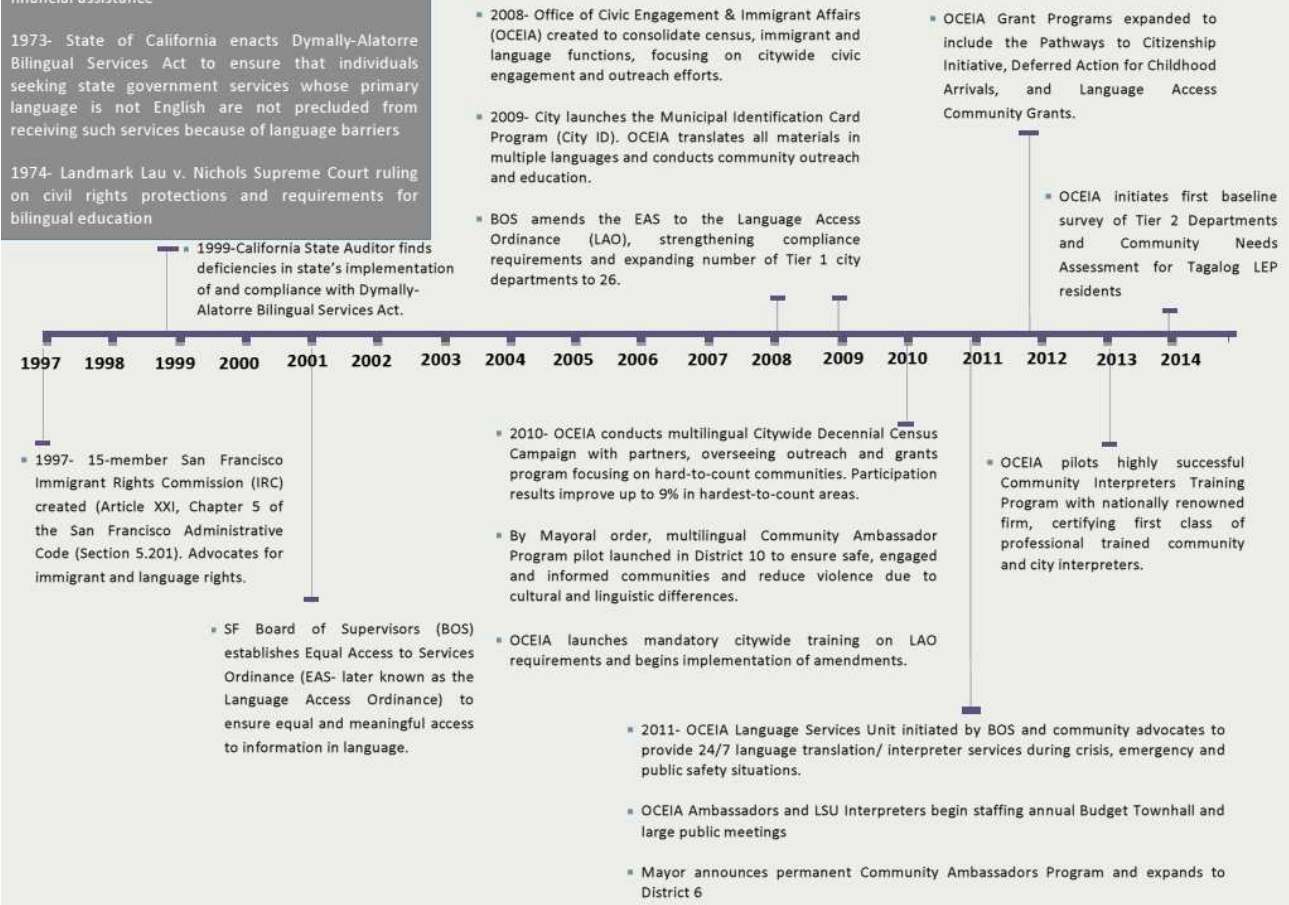 financial assistance
1973- State of California enacts Dymally-Alatorre
Bilingual Services Act to ensure that individuals
seeking state government services whose primary
language is not English are not precluded from
receiving such services because of language barriers
1974- Landmark Lau v. Nichols Supreme Court ruling
on civil rights protections and requirements for
bilingual education
1999-California State Auditor finds
deficiencies in state's implementation
of and compliance with Dymally-
Alatorre Bilingual Services Act.
2008- Office of Civic Engagement & Immigrant Affairs
(OCEIA) created to consolidate census, immigrant and
language functions, focusing on citywide civic
engagement and outreach efforts.
2009- City launches the Municipal Identification Card
Program (City ID). OCEIA translates all materials in
multiple languages and conducts community outreach
and education.
BOS amends the EAS to the Language Access
Ordinance (LAO), strengthening compliance
requirements and expanding number of Tier 1 city
departments to 26.
OCEIA Grant Programs expanded to
include the Pathways to Citizenship
Initiative, Deferred Action for Childhood
Arrivals, and Language Access
Community Grants.
OCEIA initiates first baseline
survey of Tier 2 Departments
and Community Needs
Assessment for Tagalog LEP
residents
1997 1998 1999 2000 2001 2002 2003 2004 2005 2006 2007 2008 2009 2010 2011 2012 2013 2014
1997- 15-member San Francisco
Immigrant Rights Commission (IRC)
created (Article XXI, Chapter 5 of
the San Francisco Administrative
Code (Section 5.201). Advocates for
immigrant and language rights.
SF Board of Supervisors (BOS)
establishes Equal Access to Services
Ordinance (EAS- later known as the
Language Access Ordinance) to
ensure equal and meaningful access
to information in language.
2010- OCEIA conducts multilingual Citywide Decennial Census
Campaign with partners, overseeing outreach and grants
program focusing on hard-to-count communities. Participation
results improve up to 9% in hardest-to-count areas.
By Mayoral order, multilingual Community Ambassador
Program pilot launched in District 10 to ensure safe, engaged
and informed communities and reduce violence due to
cultural and linguistic differences.
OCEIA launches mandatory citywide training on LAO
requirements and begins implementation of amendments.
OCEIA pilots highly successful
Community Interpreters Training
Program with nationally renowned
firm, certifying first class of
professional trained community
and city interpreters.
2011- OCEIA Language Services Unit initiated by BOS and community advocates to
provide 24/7 language translation/ interpreter services during crisis, emergency and
public safety situations.
OCEIA Ambassadors and LSU Interpreters begin staffing annual Budget Townhall and
large public meetings
Mayor announces permanent Community Ambassadors Program and expands to
District 6